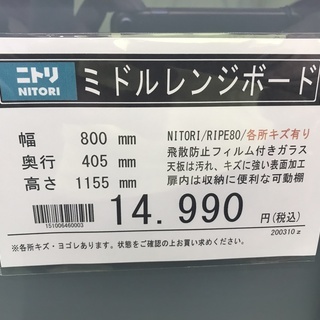 ニトリ
NITORI
ミドルレンジボード
幅 800 mm
奥行 405 mm
高さ 1155 mm
NITORI/RIPE80/各所キズ有り
飛散防止フィルム付きガラス
天板は汚れ、キズに強い表面加工
扉内は収納に便利な可動棚
151006460003
14.990 円(税込)
200310z
※各所キズ・ヨゴレあります。状態をご確認の上お買い求めください。